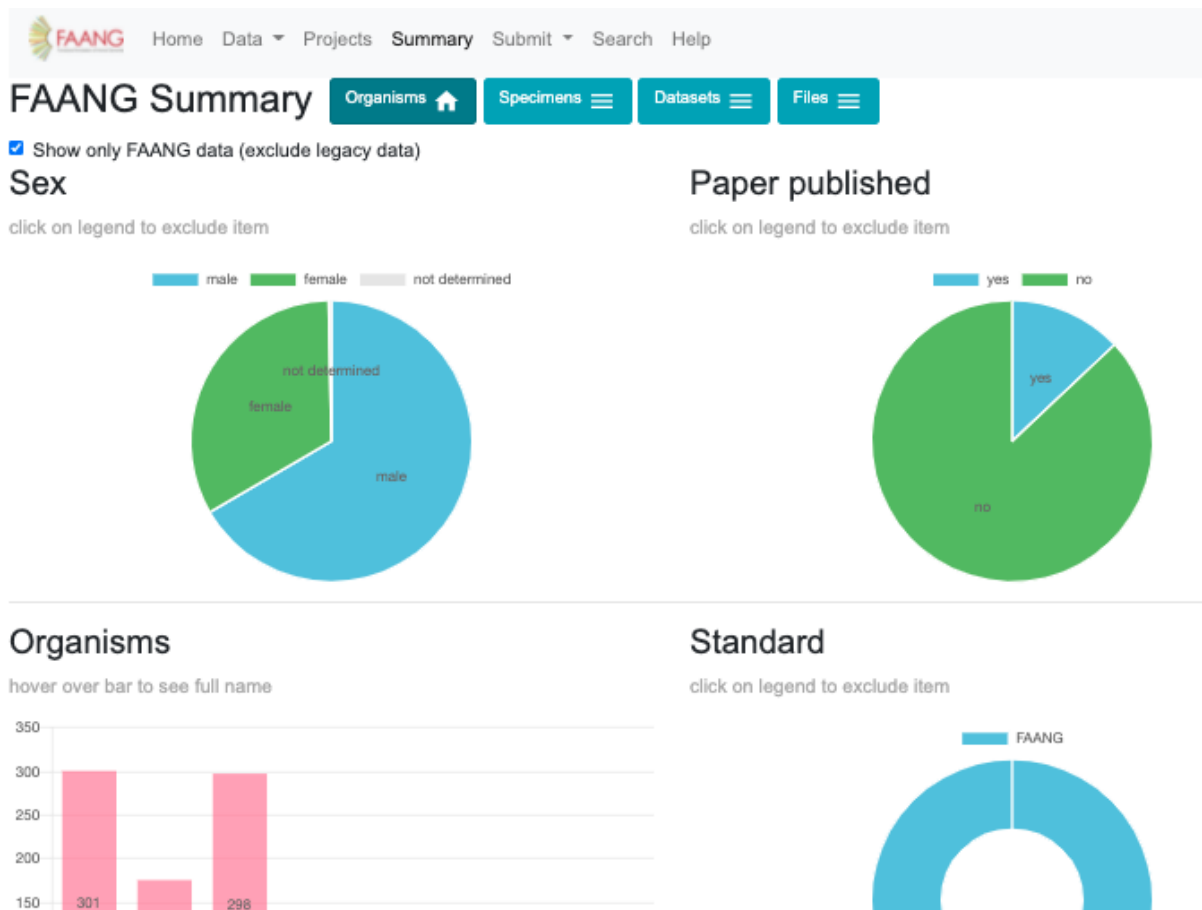 FAANG Home Data Projects Summary Submit Search Help
FAANG Summary Organisms Specimens Datasets Files
Show only FAANG data (exclude legacy data)
Sex
click on legend to exclude item
male female not determined
not determined
female
male
Paper published
click on legend to exclude item
yes no
yes
no
Organisms
hover over bar to see full name
350
300
250
200
150
301
298
Standard
click on legend to exclude item
FAANG